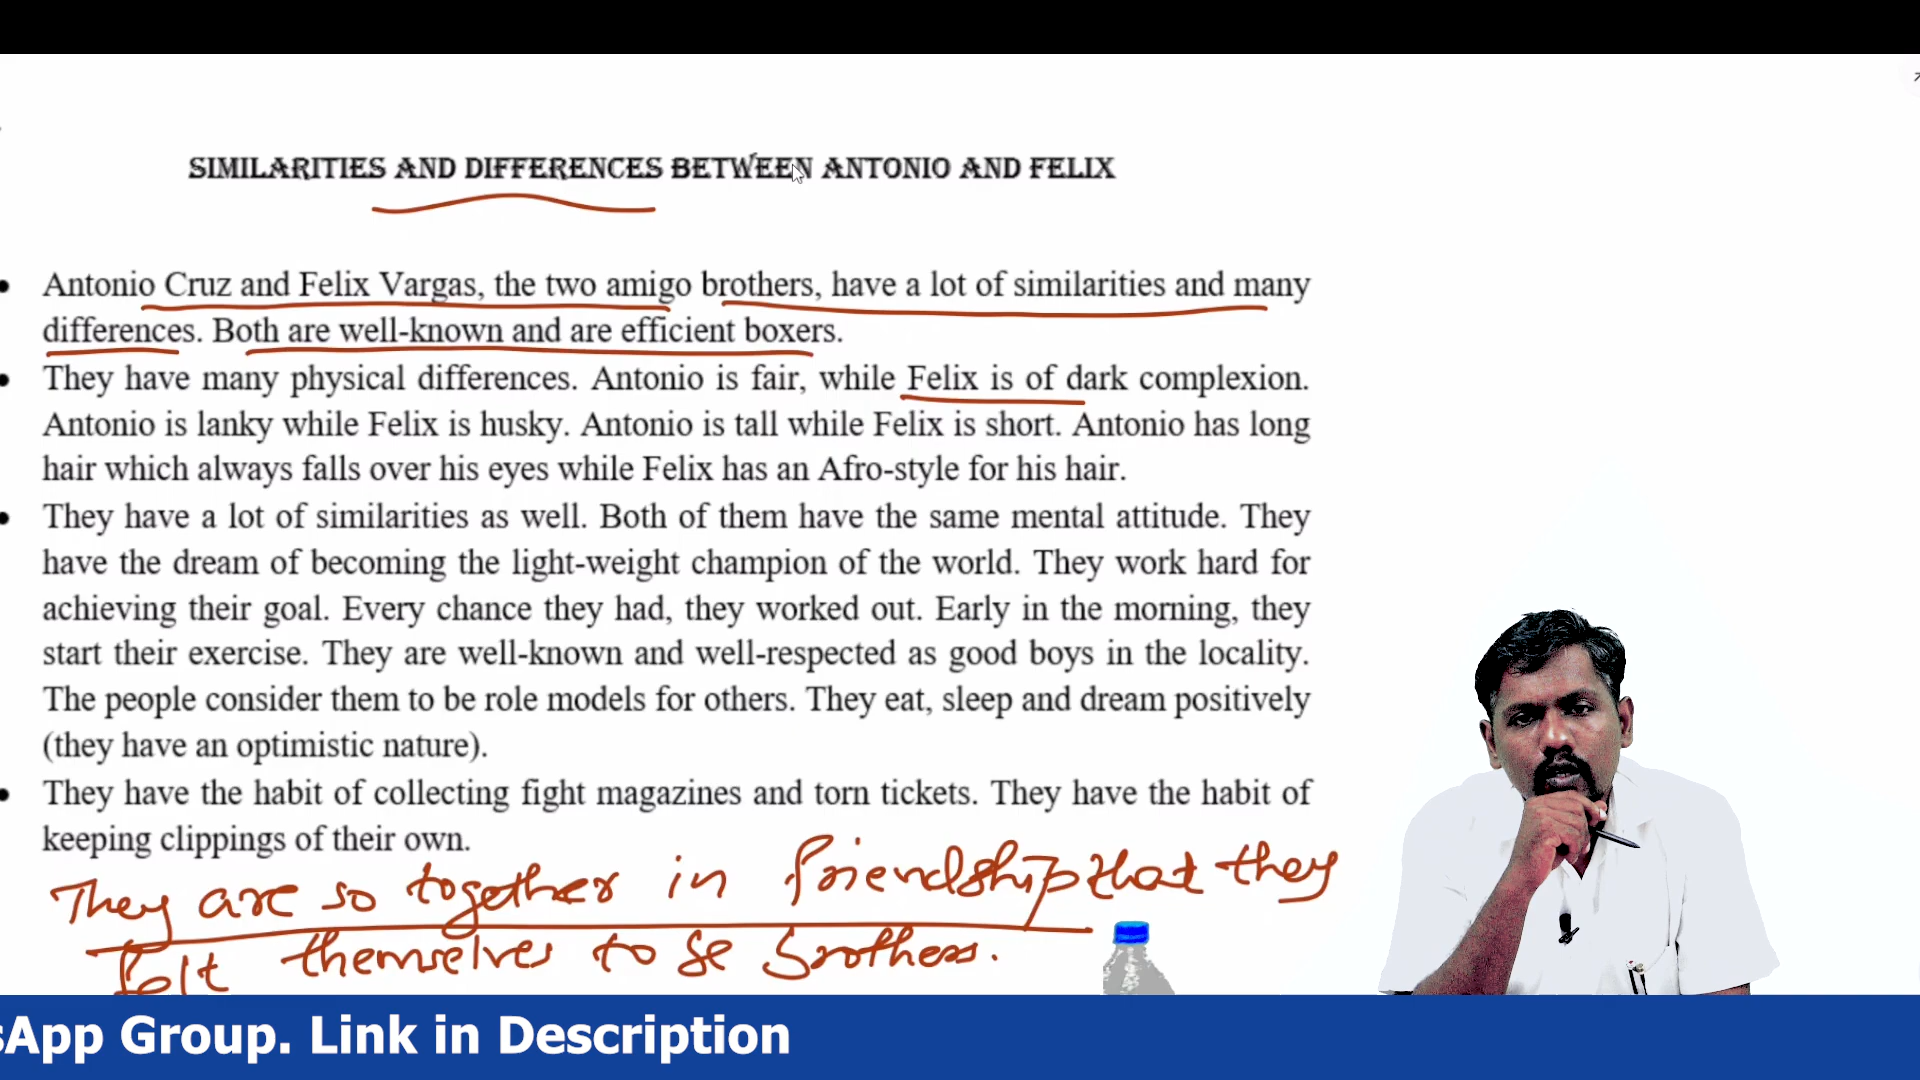 SIMILARITIES AND DIFFERENCES BETWEEN ANTONIO AND FELIX
• Antonio Cruz and Felix Vargas, the two amigo brothers, have a lot of similarities and many
differences. Both are well-known and are efficient boxers.
• They have many physical differences. Antonio is fair, while Felix is of dark complexion.
Antonio is lanky while Felix is husky. Antonio is tall while Felix is short. Antonio has long
hair which always falls over his eyes while Felix has an Afro-style for his hair.
• They have a lot of similarities as well. Both of them have the same mental attitude. They
have the dream of becoming the light-weight champion of the world. They work hard for
achieving their goal. Every chance they had, they worked out. Early in the morning, they
start their exercise. They are well-known and well-respected as good boys in the locality.
The people consider them to be role models for others. They eat, sleep and dream positively
(they have an optimistic nature).
• They have the habit of collecting fight magazines and torn tickets. They have the habit of
keeping clippings of their own.
They are so together in friendship that they
felt themselves to be brothers.
sApp Group. Link in Description